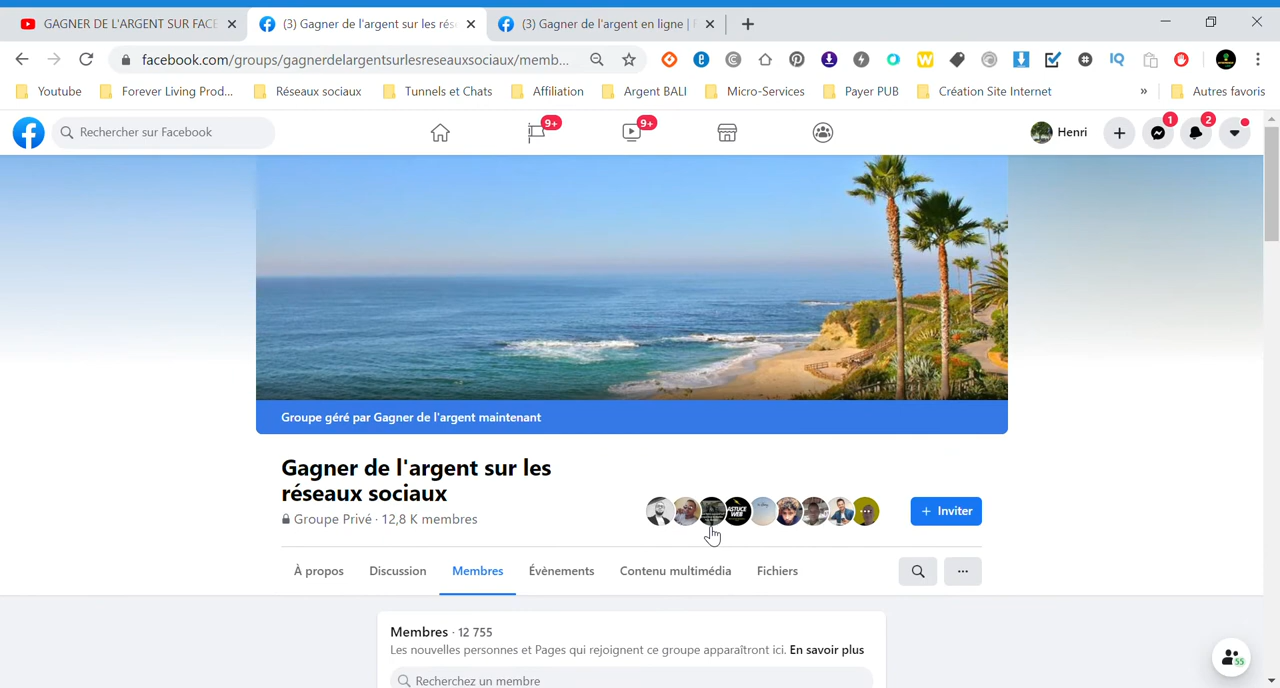 GAGNER DE L'ARGENT SUR FACE
(3) Gagner de l'argent sur les rése
(3) Gagner de l'argent en ligne |
facebook.com/groups/gagnerdelargentsurlesreseauxsociaux/memb...
Youtube
Forever Living Prod...
Réseaux sociaux
Tunnels et Chats
Affiliation
Argent BALI
Micro-Services
Payer PUB
Création Site Internet
»
Autres favoris
Rechercher sur Facebook
9+
9+
Henri
1
2
Groupe géré par Gagner de l'argent maintenant
Gagner de l'argent sur les
réseaux sociaux
Groupe Privé · 12,8 K membres
ASTUCE
WEB
+ Inviter
À propos
Discussion
Membres
Évènements
Contenu multimédia
Fichiers
Membres · 12 755
Les nouvelles personnes et Pages qui rejoignent ce groupe apparaîtront ici. En savoir plus
Recherchez un membre
55